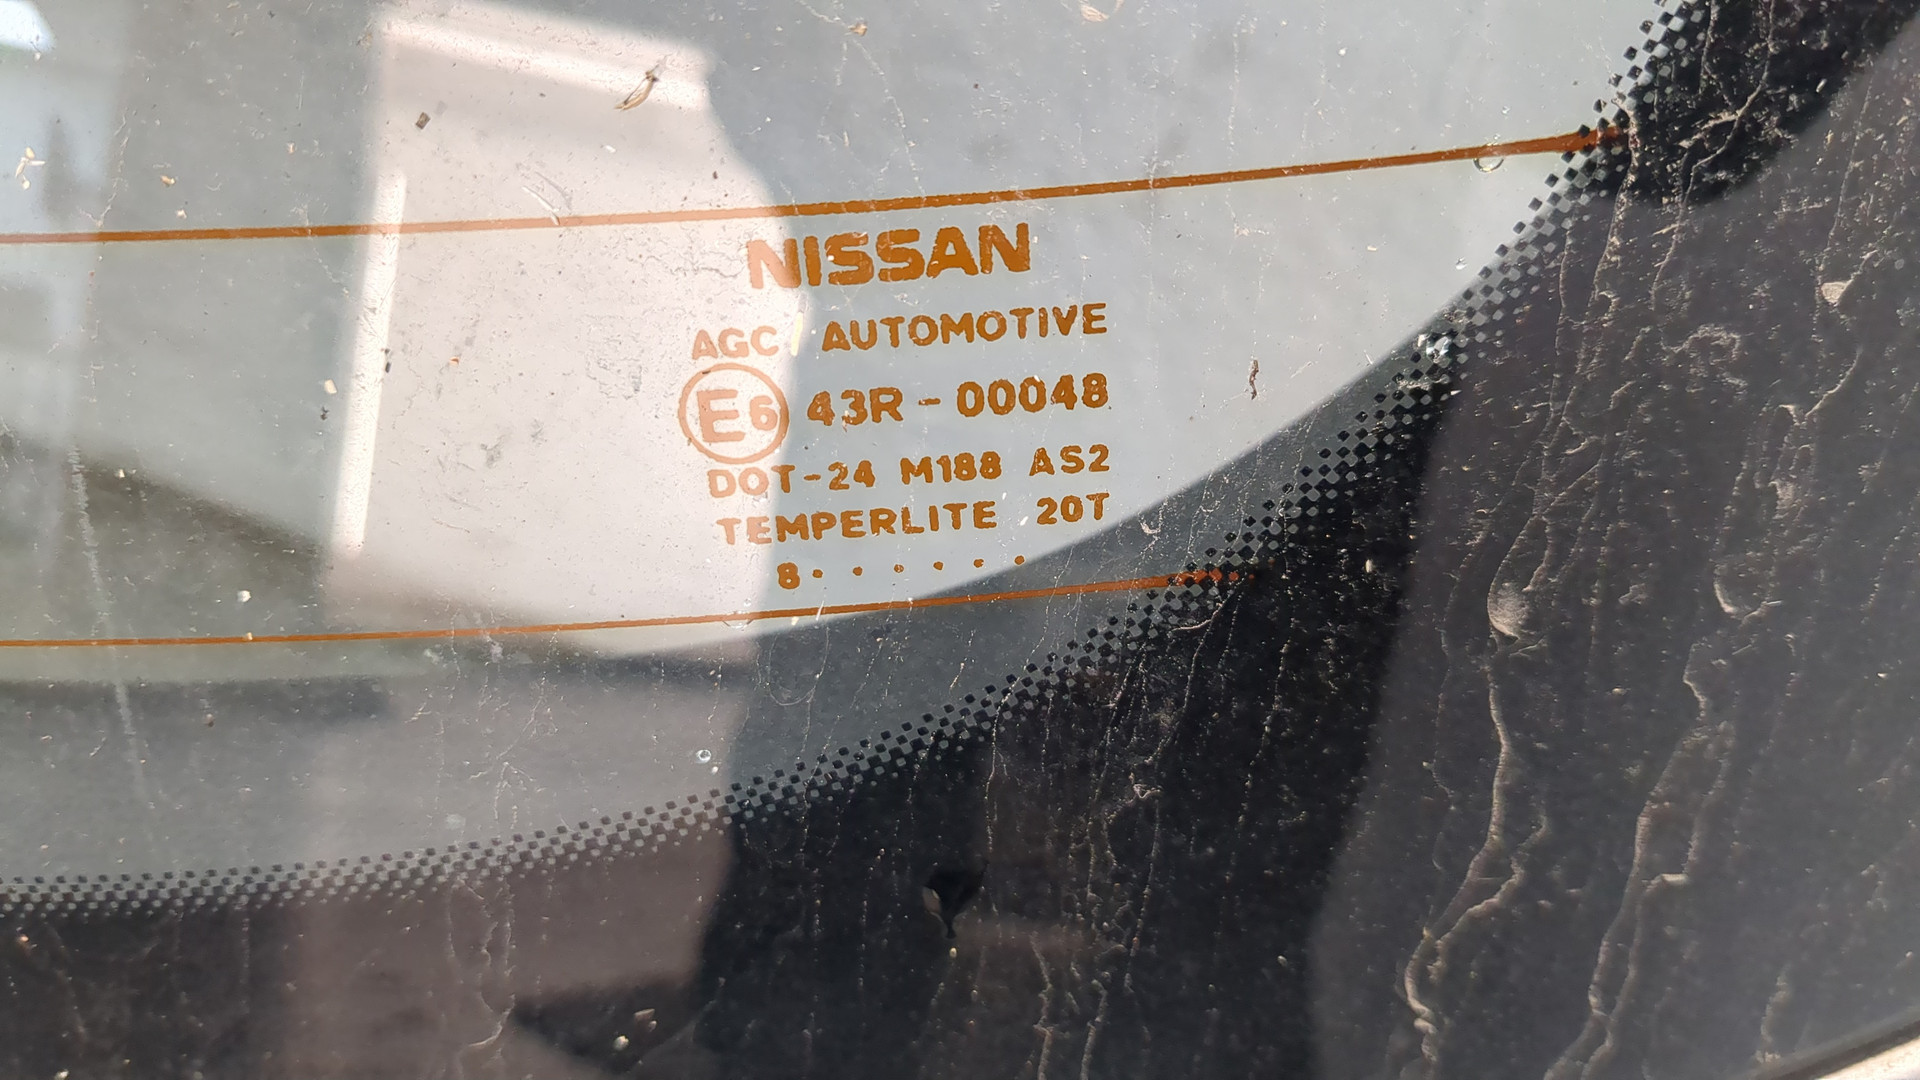 NISSAN
AGC AUTOMOTIVE
E6 43R-00048
DOT-24 M188 AS2
TEMPERLITE 20T
8......